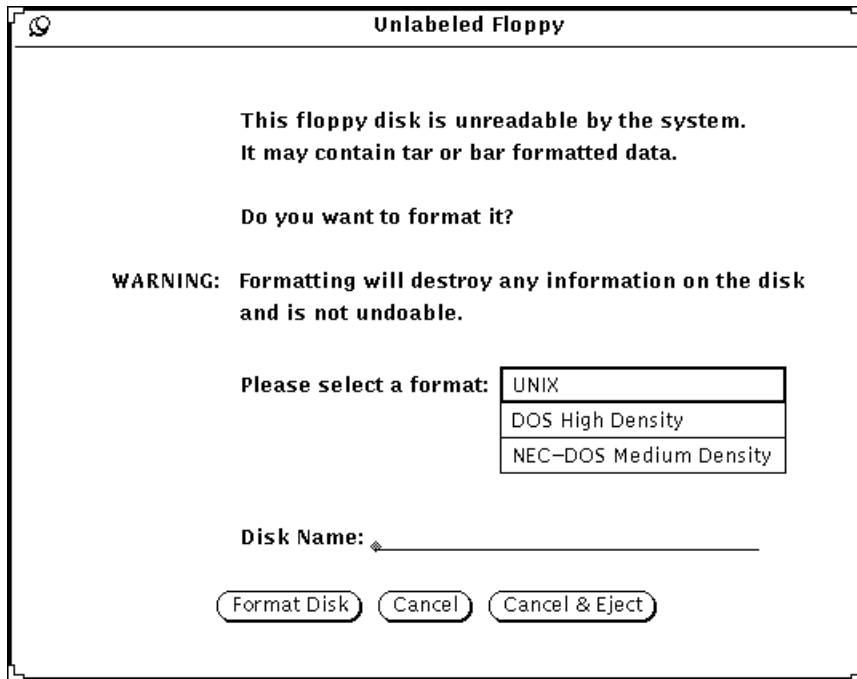 Unlabeled Floppy
This floppy disk is unreadable by the system.
It may contain tar or bar formatted data.
Do you want to format it?
WARNING: Formatting will destroy any information on the disk
and is not undoable.
Please select a format: UNIX
DOS High Density
NEC-DOS Medium Density
Disk Name:
Format Disk Cancel Cancel & Eject